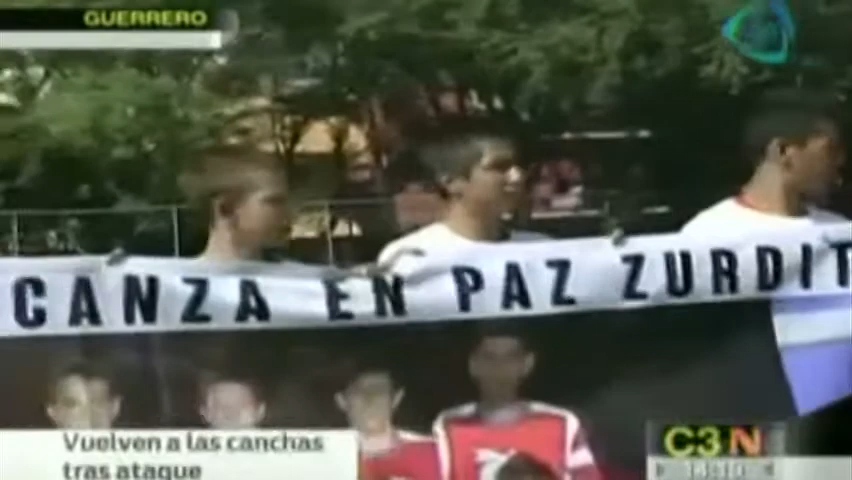 GUERRERO
CANZA EN PAZ ZURDIT
Vuelven a las canchas
tras ataque
C3N